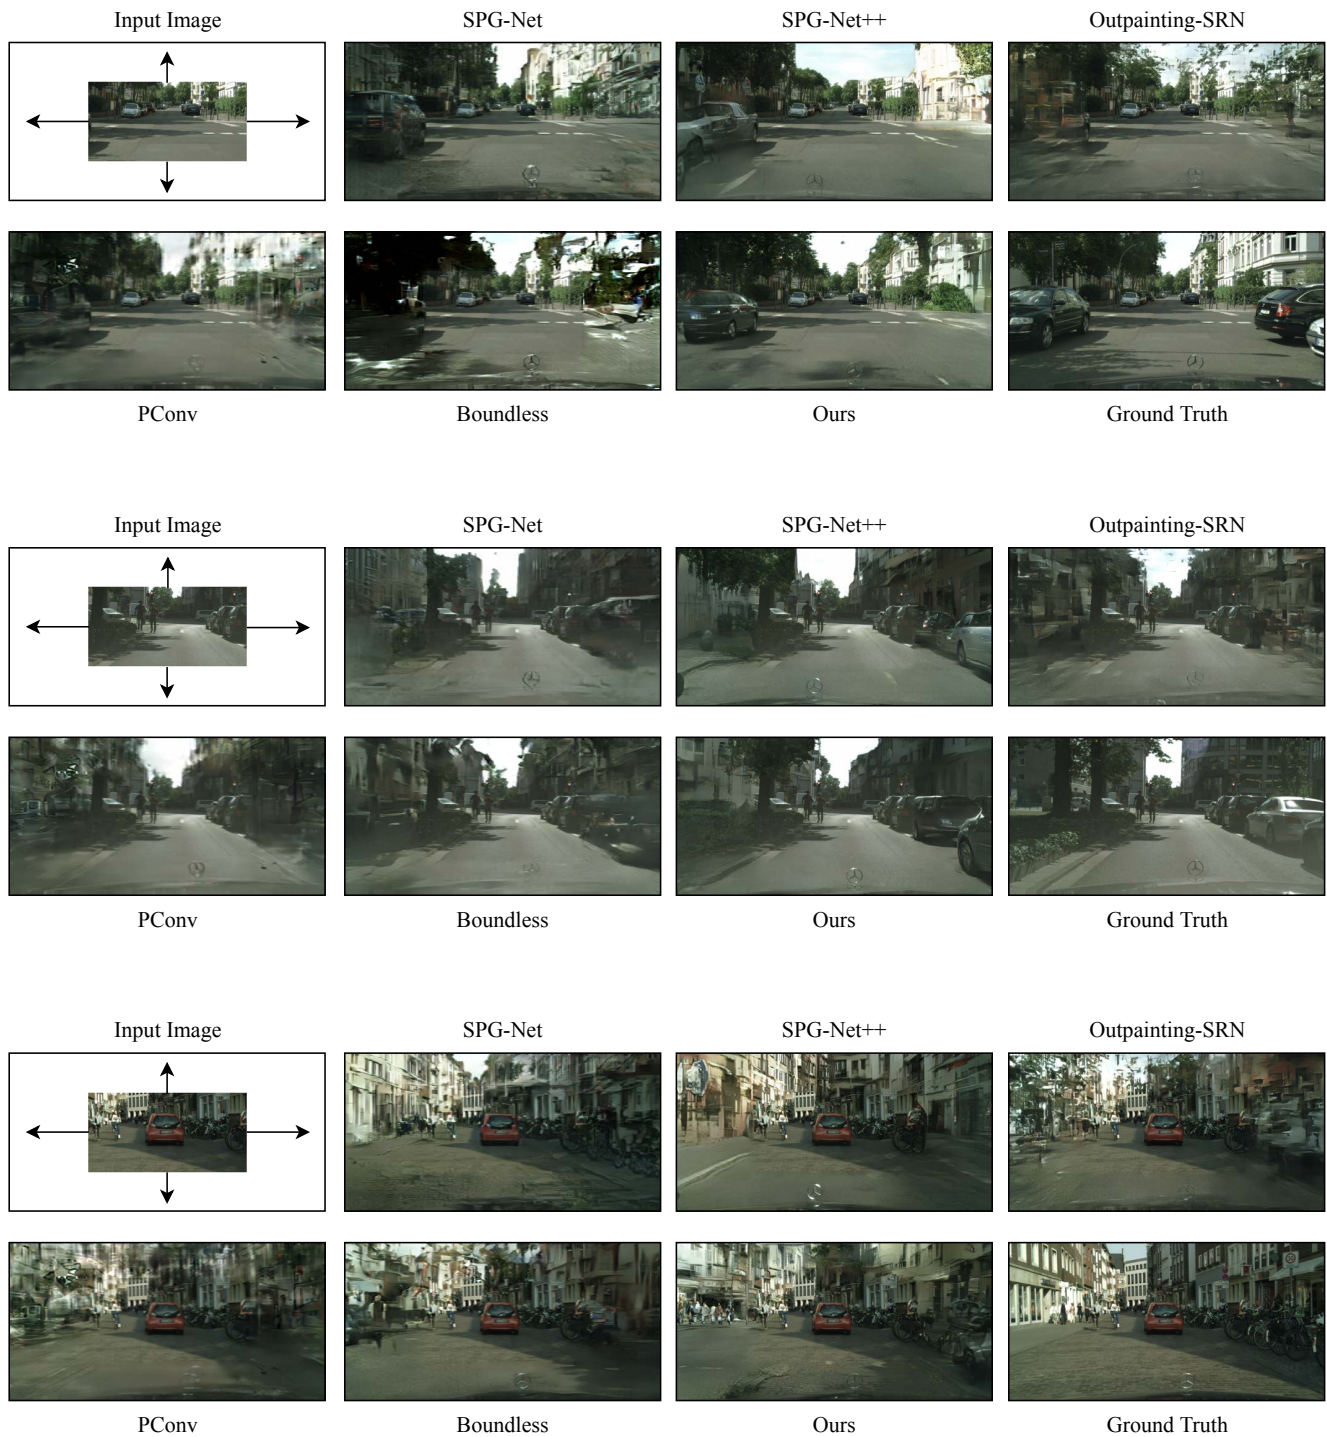 Input Image SPG-Net SPG-Net++ Outpainting-SRN
PConv Boundless Ours Ground Truth
Input Image SPG-Net SPG-Net++ Outpainting-SRN
PConv Boundless Ours Ground Truth
Input Image SPG-Net SPG-Net++ Outpainting-SRN
PConv Boundless Ours Ground Truth